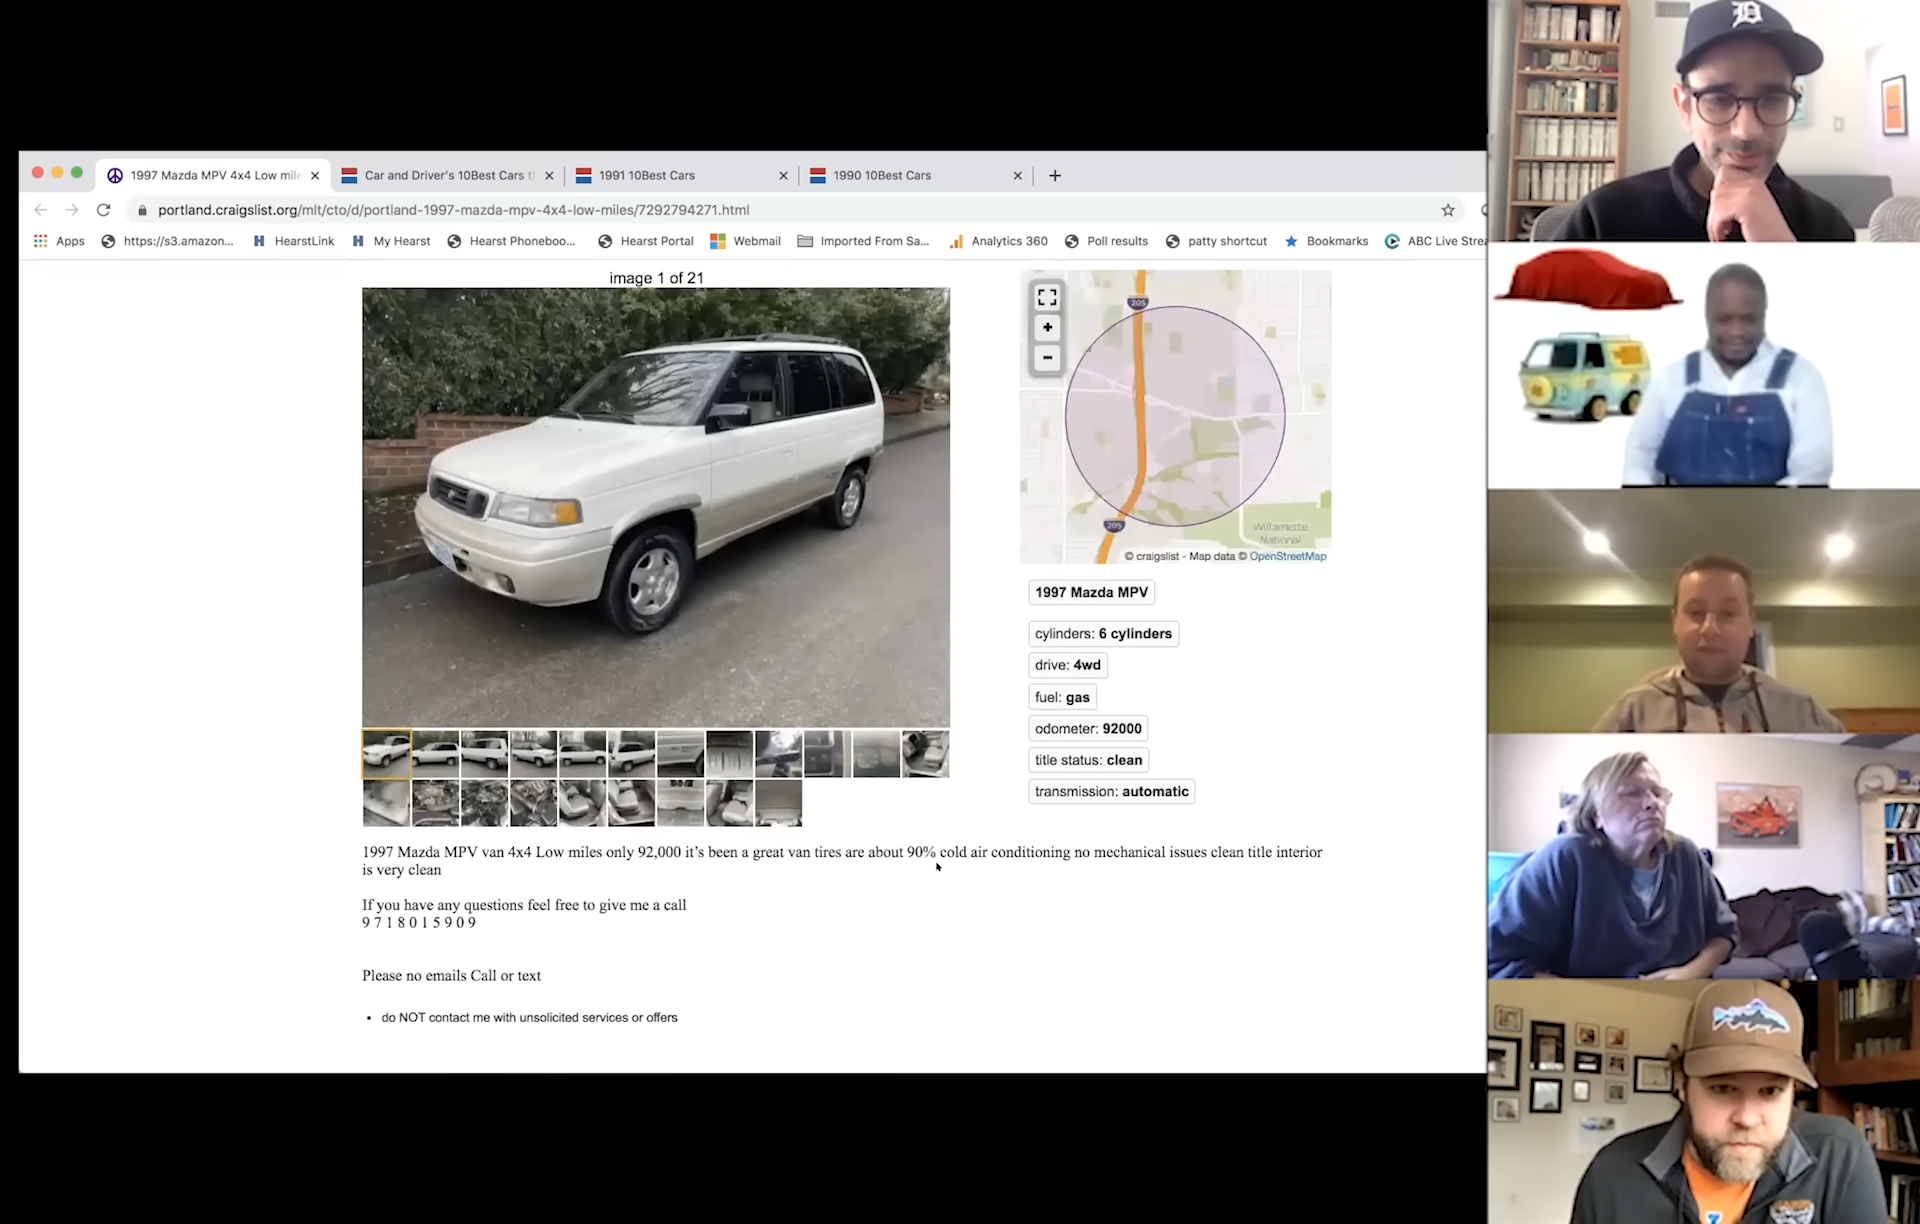 1997 Mazda MPV 4x4 Low mile
Car and Driver's 10Best Cars t
1991 10Best Cars
1990 10Best Cars
portland.craigslist.org/mlt/cto/d/portland-1997-mazda-mpv-4x4-low-miles/7292794271.html
Apps
https://s3.amazon...
HearstLink
My Hearst
Hearst Phoneboo...
Hearst Portal
Webmail
Imported From Sa...
Analytics 360
Poll results
patty shortcut
Bookmarks
ABC Live Strea
image 1 of 21
205
205
Willamette
National
© craigslist - Map data © OpenStreetMap
1997 Mazda MPV
cylinders: 6 cylinders
drive: 4wd
fuel: gas
odometer: 92000
title status: clean
transmission: automatic
1997 Mazda MPV van 4x4 Low miles only 92,000 it's been a great van tires are about 90% cold air conditioning no mechanical issues clean title interior
is very clean
If you have any questions feel free to give me a call
9 7 1 8 0 1 5 9 0 9
Please no emails Call or text
• do NOT contact me with unsolicited services or offers
D